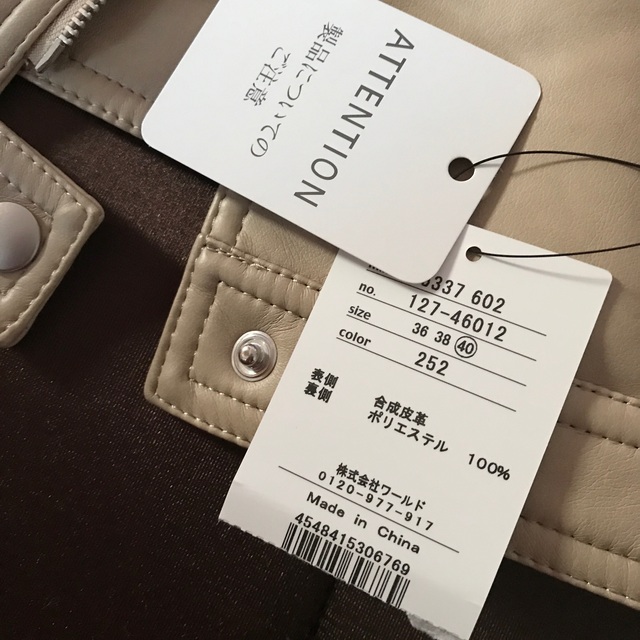 ATTENTION
製品についての
ご注意
337 602
no. 127-46012
size 36 38 40
color 252
表側 合成皮革
裏側 ポリエステル 100%
株式会社ワールド
0120-977-917
Made in China
4548415306769